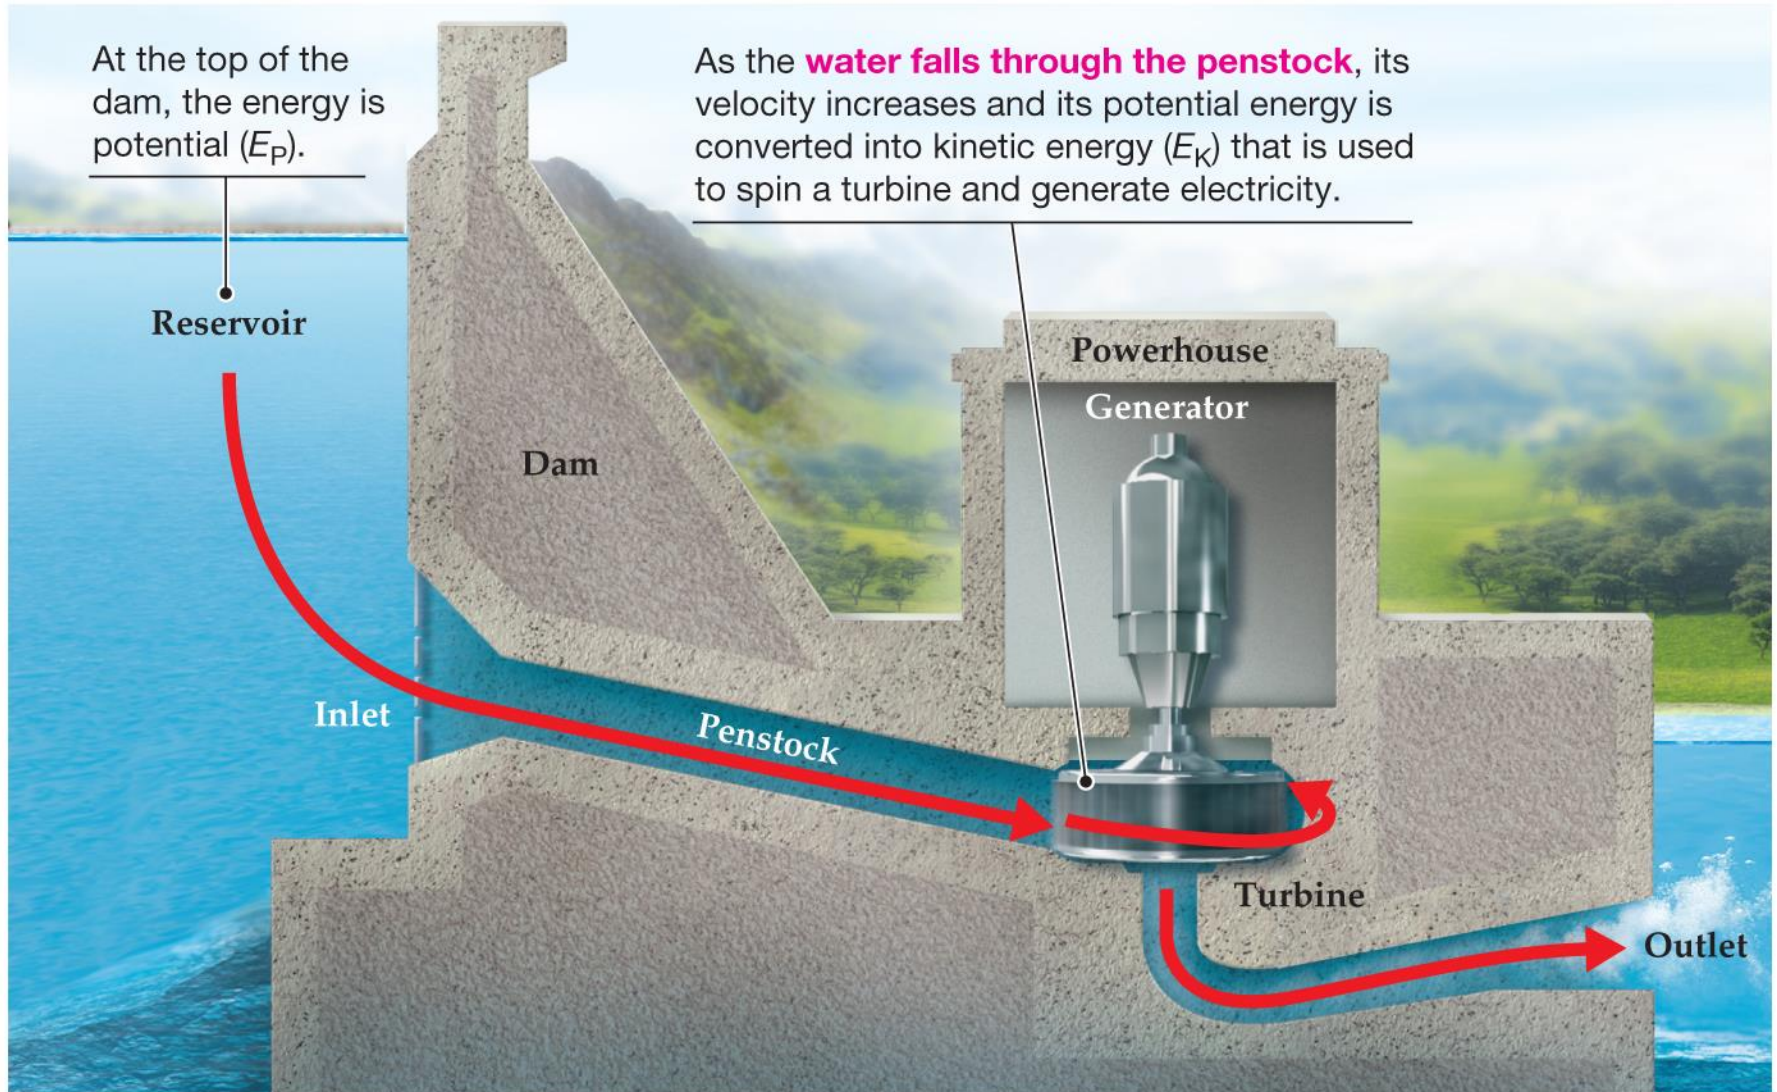 At the top of the
dam, the energy is
potential (EP).
As the water falls through the penstock, its
velocity increases and its potential energy is
converted into kinetic energy (EK) that is used
to spin a turbine and generate electricity.
Reservoir
Powerhouse
Generator
Dam
Inlet
Penstock
Turbine
Outlet